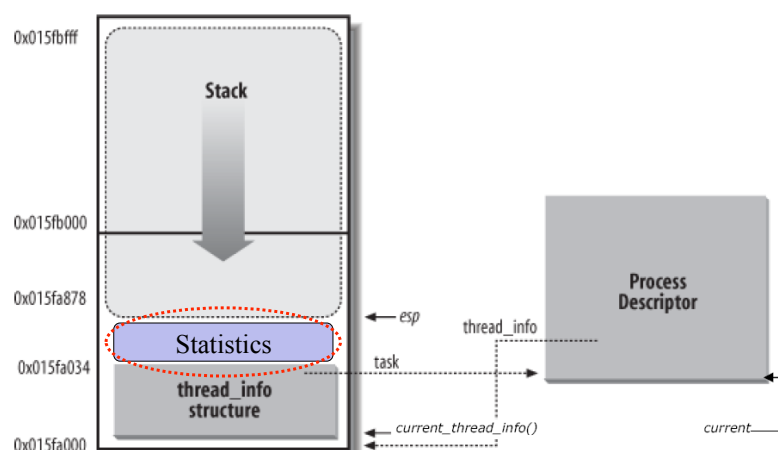 0x015fbfff
Stack
0x015fb000
0x015fa878
esp
Statistics
0x015fa034
thread_info
structure
0x015fa000
task
thread_info
current_thread_info()
Process
Descriptor
current